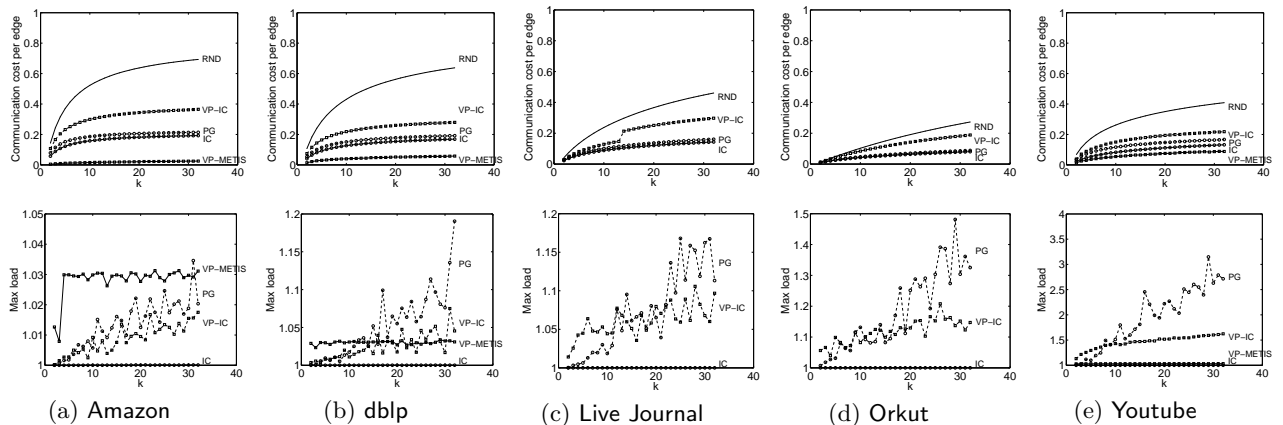 Communication cost per edge
1
0.8
0.6
0.4
0.2
0
0 10 20 30 40
k
RND
VP−IC
PG
IC
VP−METIS
Communication cost per edge
1
0.8
0.6
0.4
0.2
0
0 10 20 30 40
k
RND
VP−IC
PG
IC
VP−METIS
Communication cost per edge
1
0.8
0.6
0.4
0.2
0
0 10 20 30 40
k
RND
VP−IC
PG
IC
Communication cost per edge
1
0.8
0.6
0.4
0.2
0
0 10 20 30 40
k
RND
VP−IC
PG
IC
Communication cost per edge
1
0.8
0.6
0.4
0.2
0
0 10 20 30 40
k
RND
VP−IC
PG
IC
VP−METIS
Max load
1.05
1.04
1.03
1.02
1.01
1
0 10 20 30 40
k
VP−METIS
PG
VP−IC
IC
Max load
1.2
1.15
1.1
1.05
1
0 10 20 30 40
k
PG
VP−IC
VP−METIS
IC
Max load
1.2
1.15
1.1
1.05
1
0 10 20 30 40
k
PG
VP−IC
IC
Max load
1.5
1.4
1.3
1.2
1.1
1
0 10 20 30 40
k
PG
VP−IC
IC
Max load
4
3.5
3
2.5
2
1.5
1
0 10 20 30 40
k
PG
VP−IC
VP−METIS
IC
(a) Amazon
(b) dblp
(c) Live Journal
(d) Orkut
(e) Youtube